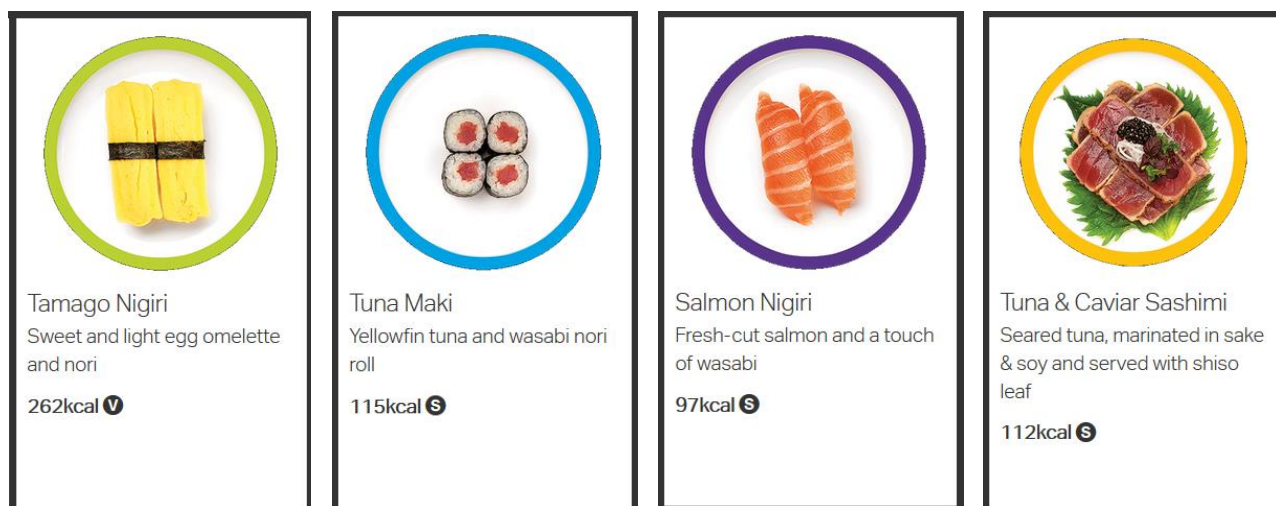 Tamago Nigiri
Sweet and light egg omelette
and nori
262kcal V
Tuna Maki
Yellowfin tuna and wasabi nori
roll
115kcal S
Salmon Nigiri
Fresh-cut salmon and a touch
of wasabi
97kcal S
Tuna & Caviar Sashimi
Seared tuna, marinated in sake
& soy and served with shiso
leaf
112kcal S